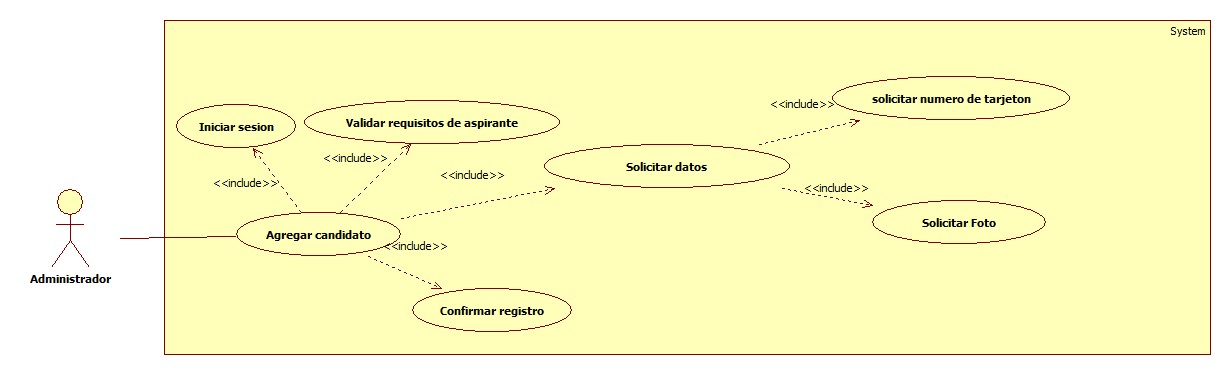 System
<<include>>
solicitar numero de tarjeton
Iniciar sesion
Validar requisitos de aspirante
<<include>>
Solicitar datos
<<include>>
<<include>>
<<include>>
Solicitar Foto
Agregar candidato
<<include>>
Administrador
Confirmar registro